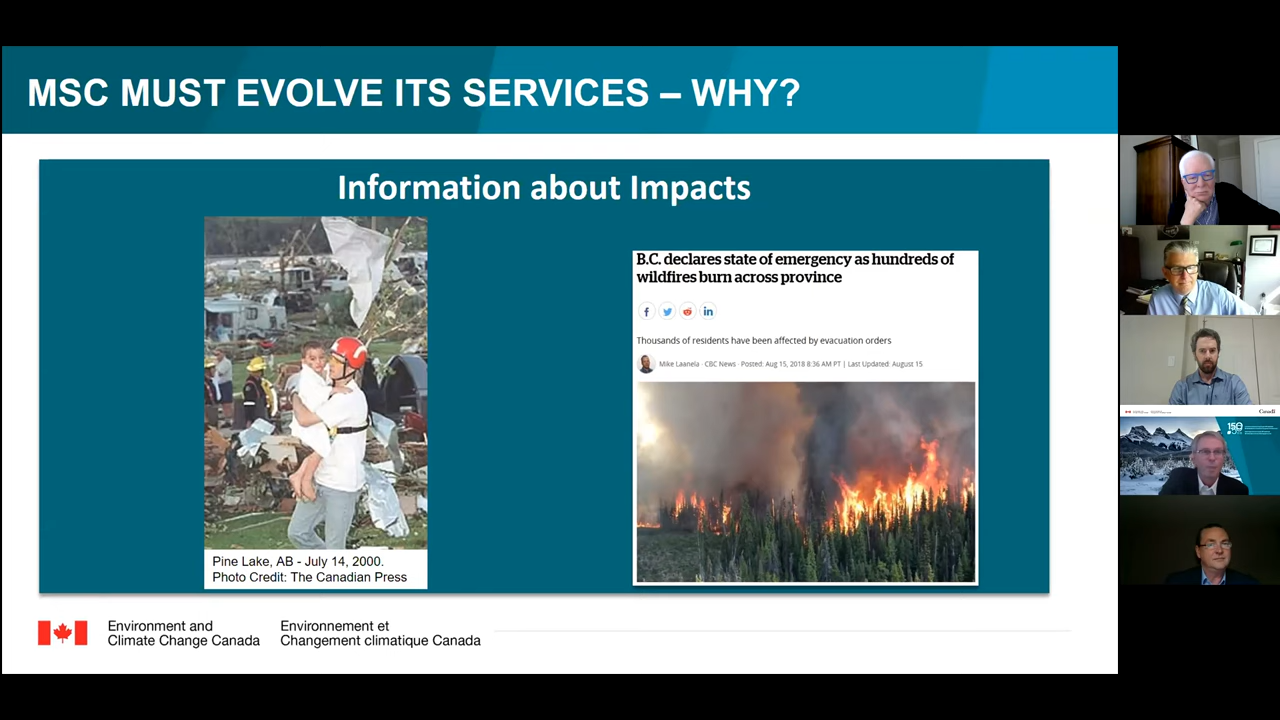 MSC MUST EVOLVE ITS SERVICES – WHY?
Information about Impacts
Pine Lake, AB - July 14, 2000.
Photo Credit: The Canadian Press
B.C. declares state of emergency as hundreds of
wildfires burn across province
Thousands of residents have been affected by evacuation orders
Mike Laanela · CBC News · Posted: Aug 15, 2018 8:36 AM PT | Last Updated: August 15
Environment and
Climate Change Canada
Environnement et
Changement climatique Canada
Canada
150